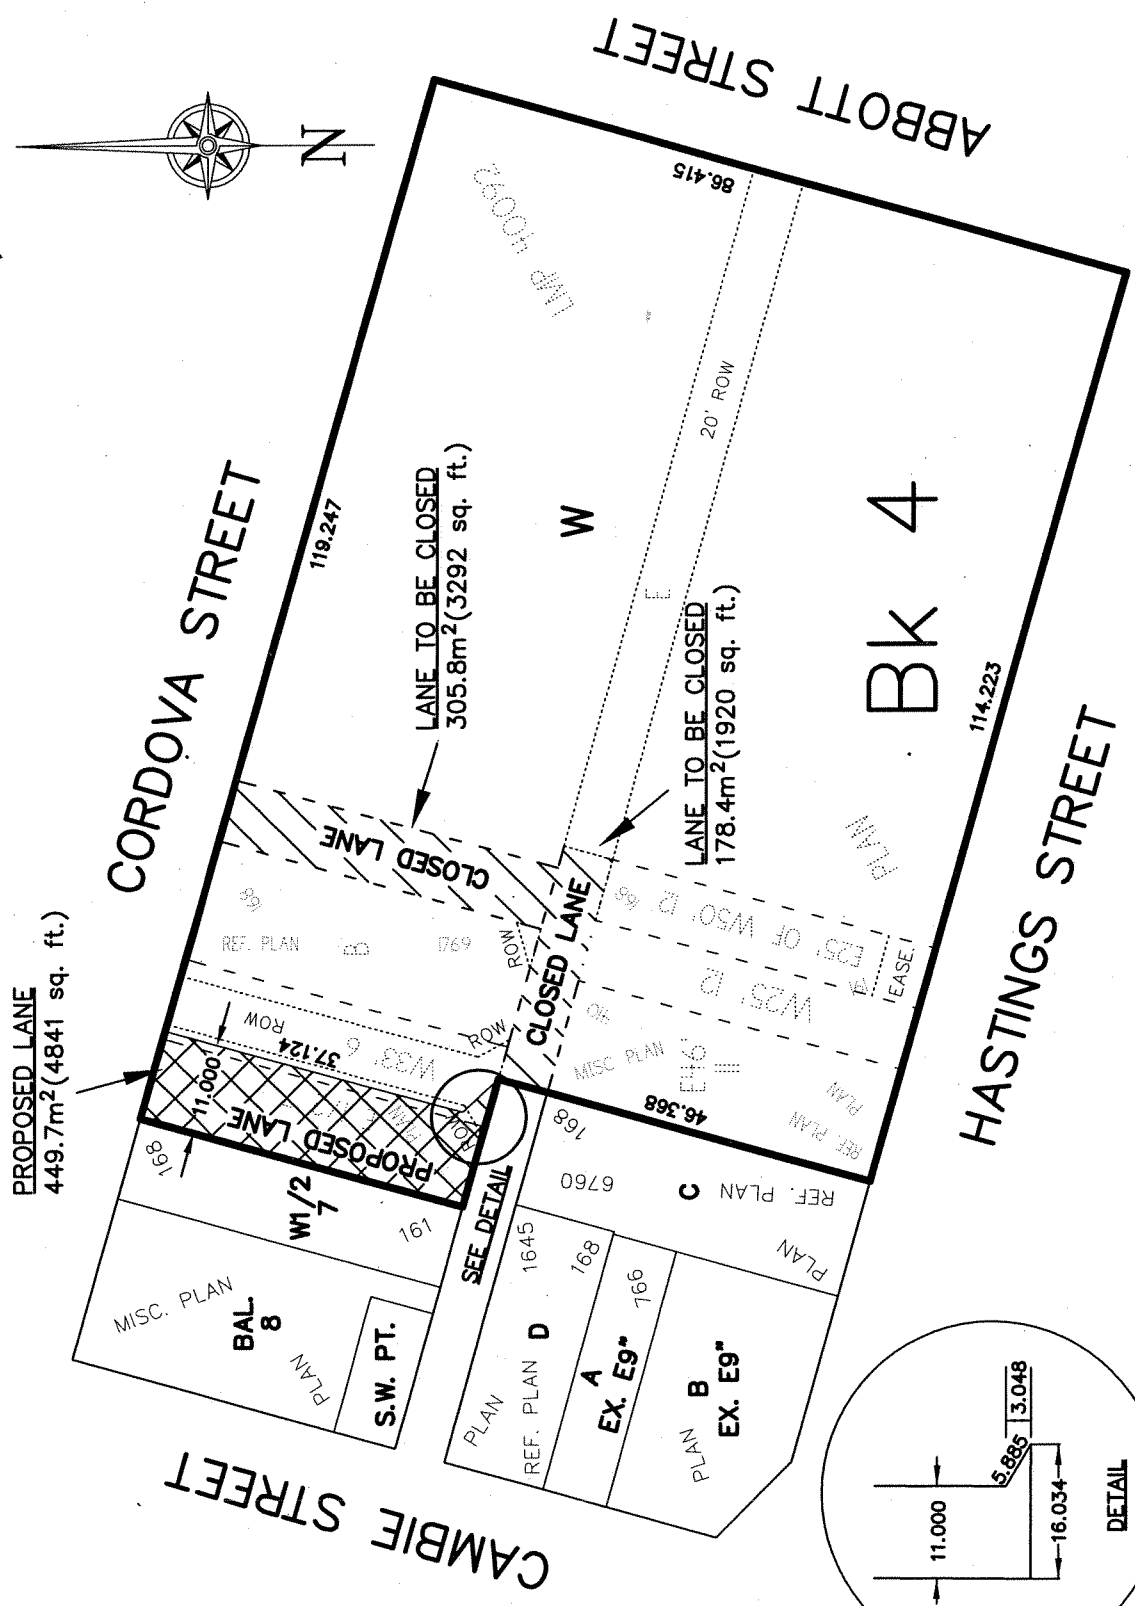 ABBOTT STREET
N
86.415
LMP 40092
CORDOVA STREET
119.247
20' ROW
LANE TO BE CLOSED
305.8m²(3292 sq. ft.)
W
E
Bk 4
LANE TO BE CLOSED
178.4m²(1920 sq. ft.)
114.223
PLAN
HASTINGS STREET
PROPOSED LANE
449.7m²(4841 sq. ft.)
CLOSED LANE
CLOSED LANE
168
REF. PLAN
B
1769
ROW
ROW
ROW
ROW
37.124
11.000
W33' 6
PROPOSED LANE
E25' OF W50' 12
168
W25' 12
EASE.
MISC PLAN
11
46.368
REF. PLAN
PLAN
168
W1/2
7
161
SEE DETAIL
MISC. PLAN
BAL.
8
PLAN
S.W. PT.
168
6760
C
REF. PLAN
PLAN
1645
D
REF. PLAN
PLAN
168
A
EX. E9"
166
B
EX. E9"
PLAN
CAMBIE STREET
11.000
5.885
3.048
16.034
DETAIL